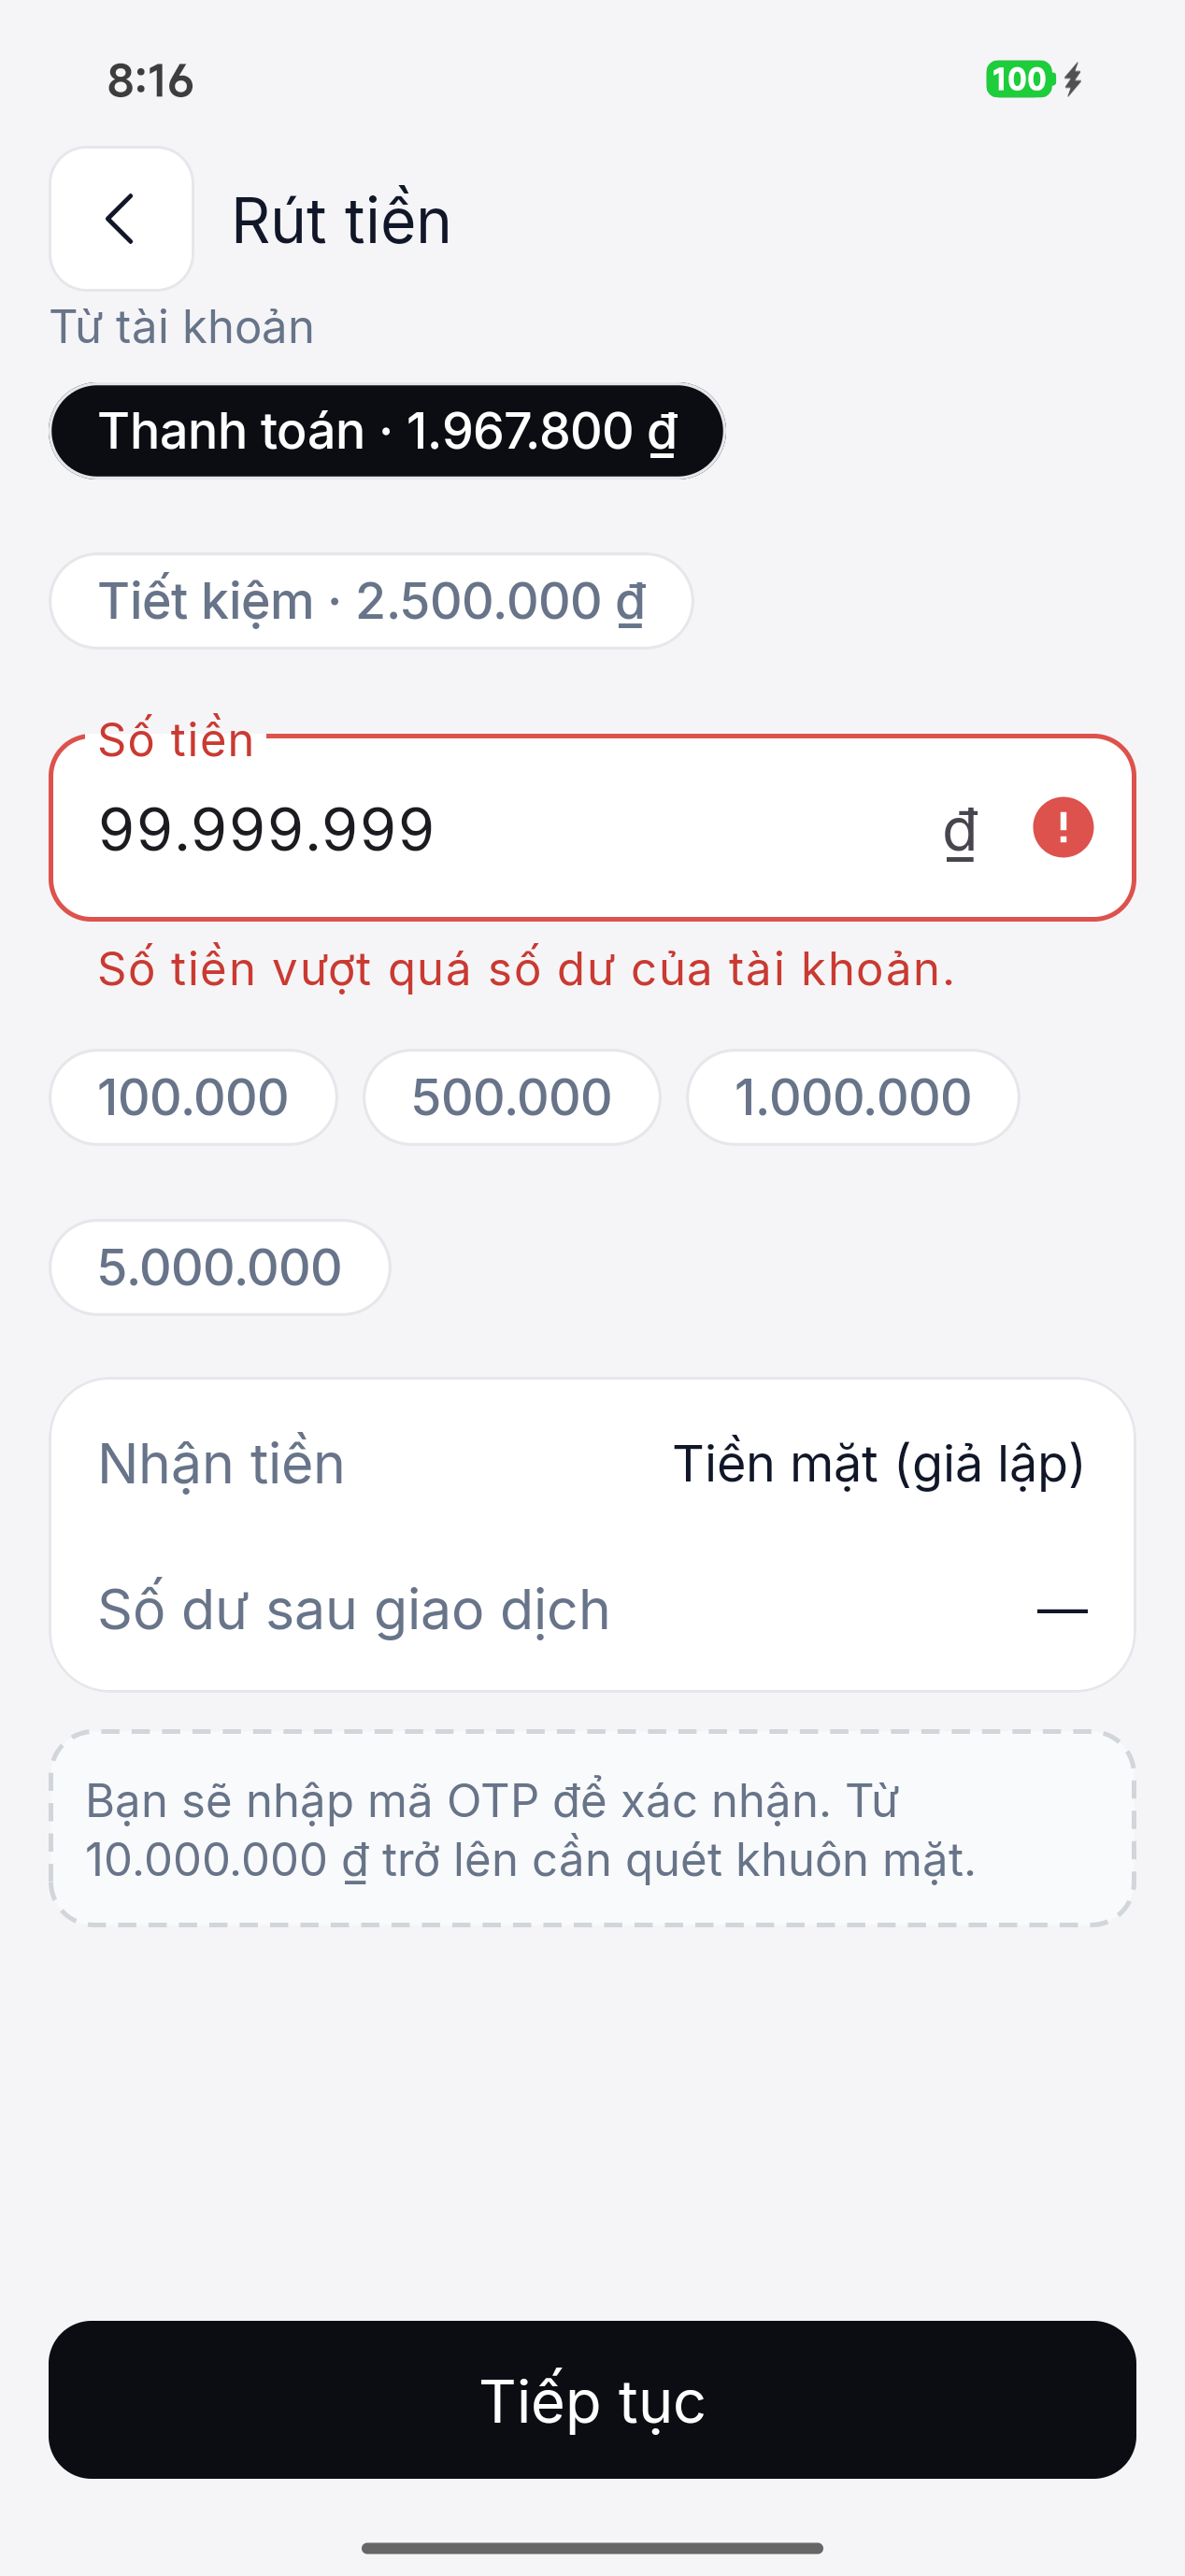 8:16
100
Rút tiền
Từ tài khoản
Thanh toán · 1.967.800 ₫
Tiết kiệm · 2.500.000 ₫
Số tiền
99.999.999 ₫
Số tiền vượt quá số dư của tài khoản.
100.000 500.000 1.000.000
5.000.000
Nhận tiền Tiền mặt (giả lập)
Số dư sau giao dịch —
Bạn sẽ nhập mã OTP để xác nhận. Từ
10.000.000 ₫ trở lên cần quét khuôn mặt.
Tiếp tục